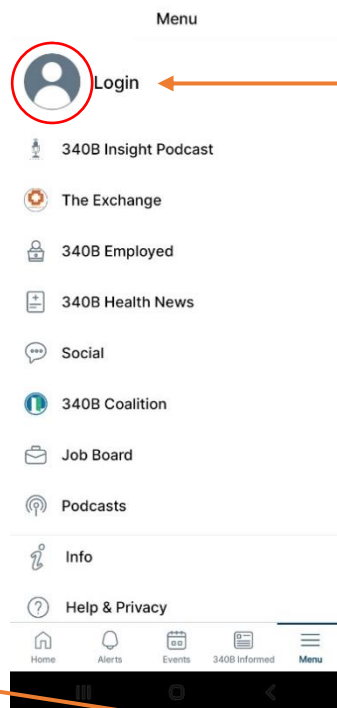 Menu
Login
340B Insight Podcast
The Exchange
340B Employed
340B Health News
Social
340B Coalition
Job Board
Podcasts
Info
Help & Privacy
Home Alerts Events 340B Informed Menu